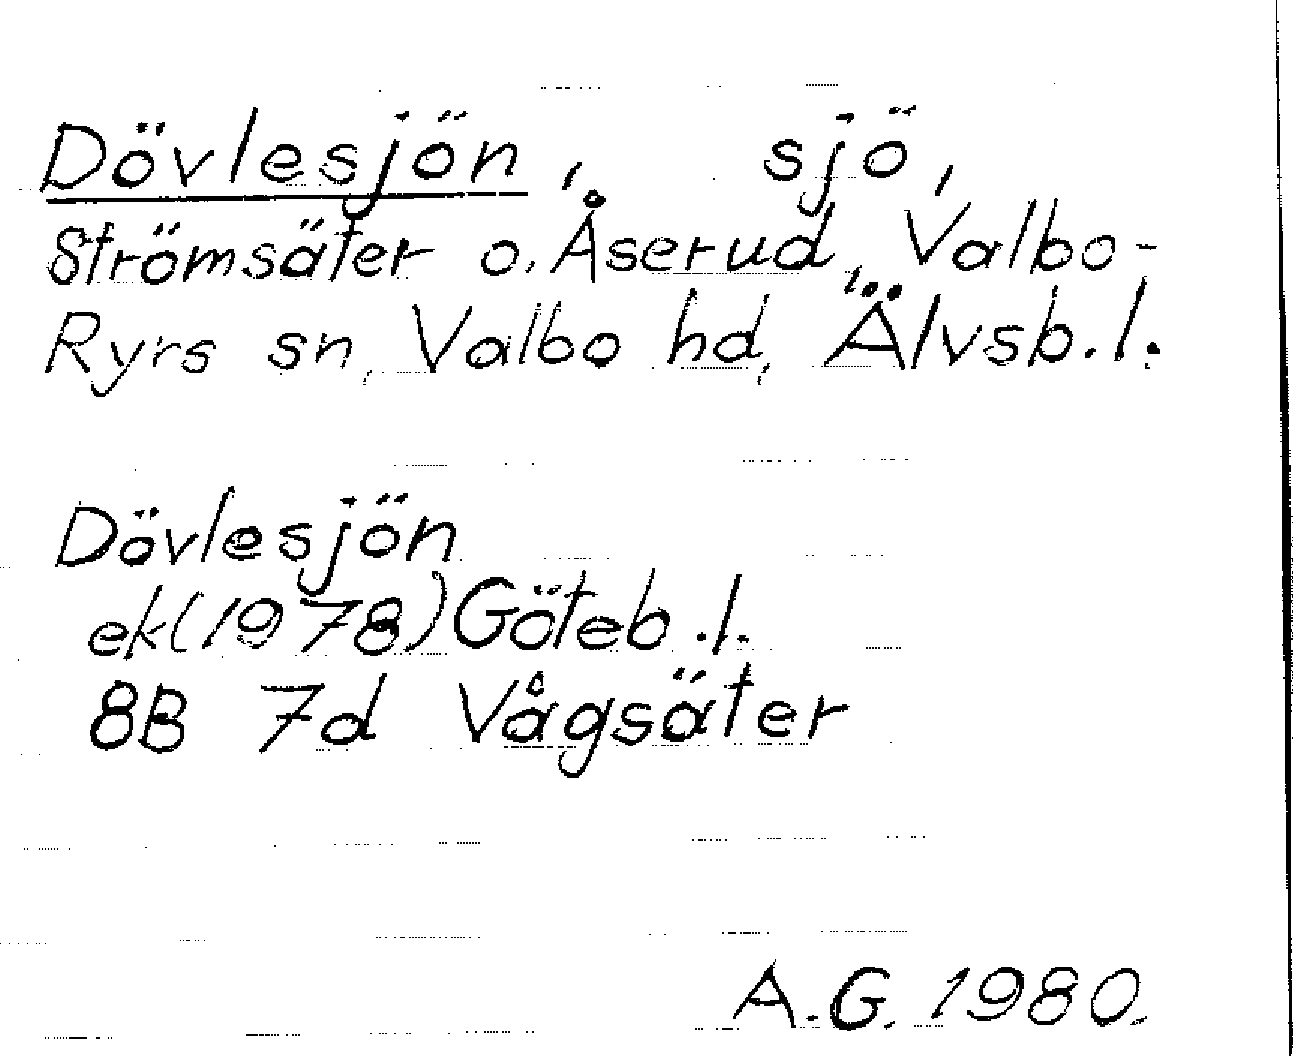 Dövlesjön, sjö,
Strömsäter o. Åserud, Valbo-
Ryrs sn, Valbo hd, Älvsb. l.
Dövlesjön
ek(1978) Göteb. l.
8B 7d Vågsäter
A.G. 1980.